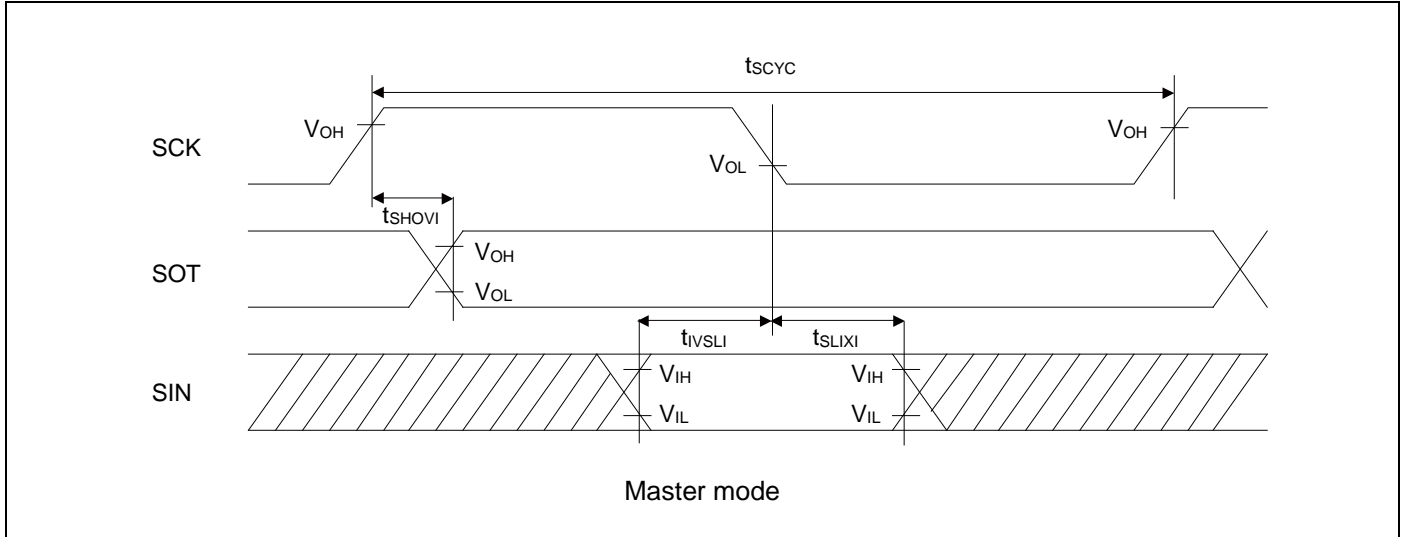 tSCYC
SCK
VOH
VOL
VOH
tSHOVI
SOT
VOH
VOL
tIVSLI
tSLIXI
SIN
VIH
VIL
VIH
VIL
Master mode